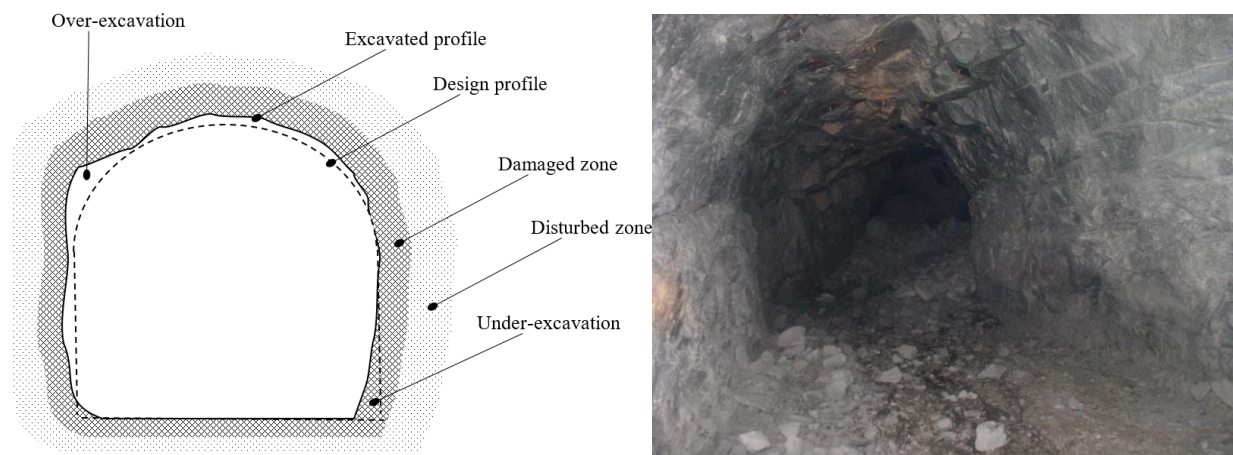 Over-excavation
Excavated profile
Design profile
Damaged zone
Disturbed zone
Under-excavation